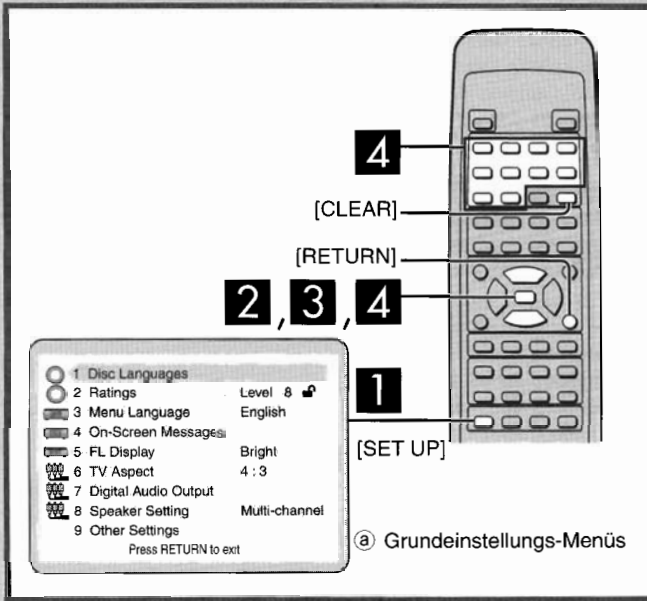 4
[CLEAR]
[RETURN]
2 , 3 , 4
1
[SET UP]
1 Disc Languages
2 Ratings Level 8
3 Menu Language English
4 On-Screen Messages
5 FL Display Bright
6 TV Aspect 4 : 3
7 Digital Audio Output
8 Speaker Setting Multi-channel
9 Other Settings
Press RETURN to exit
ⓐ Grundeinstellungs-Menüs